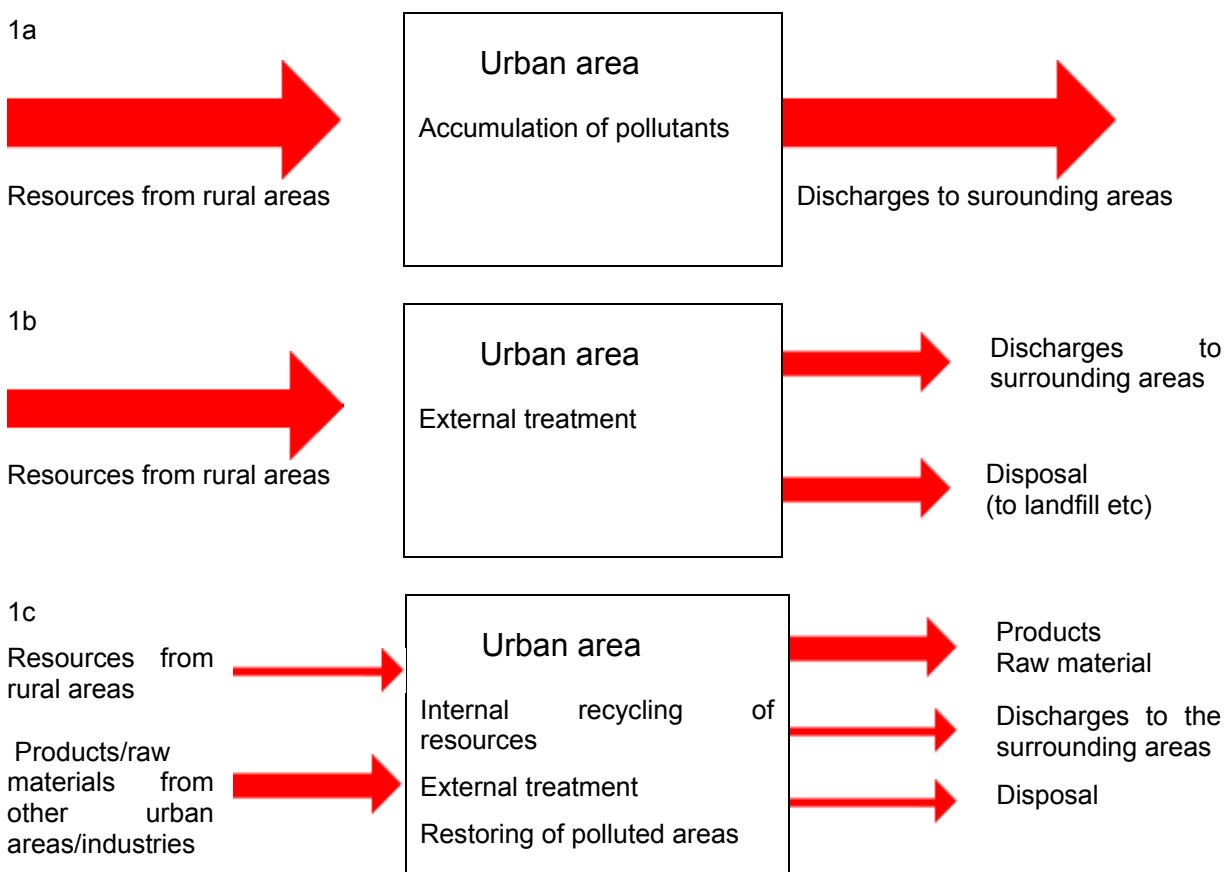 1a
Urban area
Accumulation of pollutants
Resources from rural areas
Discharges to surounding areas
1b
Urban area
External treatment
Resources from rural areas
Discharges to
surrounding areas
Disposal
(to landfill etc)
1c
Resources from
rural areas
Products/raw
materials from
other urban
areas/industries
Urban area
Internal recycling of
resources
External treatment
Restoring of polluted areas
Products
Raw material
Discharges to the
surrounding areas
Disposal